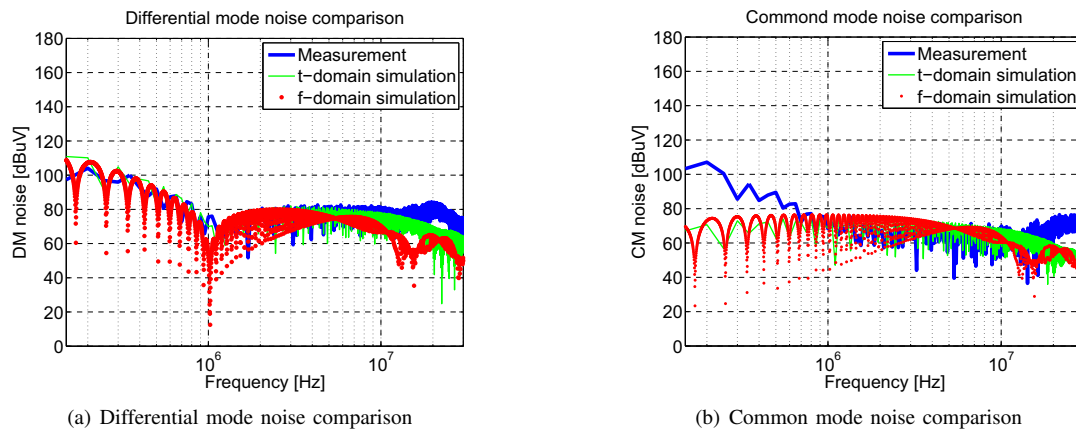 Differential mode noise comparison
180
160
140
120
100
80
60
40
20
0
DM noise [dBuV]
Measurement
t-domain simulation
f-domain simulation
10^6
10^7
Frequency [Hz]
(a) Differential mode noise comparison
Commond mode noise comparison
180
160
140
120
100
80
60
40
20
0
CM noise [dBuV]
Measurement
t-domain simulation
f-domain simulation
10^6
10^7
Frequency [Hz]
(b) Common mode noise comparison